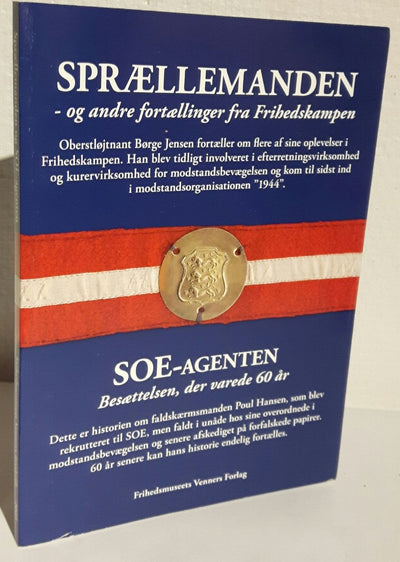 SPRÆLLEMANDEN
- og andre fortællinger fra Frihedskampen
Oberstløjtnant Børge Jensen fortæller om flere af sine oplevelser i
Frihedskampen. Han blev tidligt involveret i efterretningsvirksomhed
og kurervirksomhed for modstandsbevægelsen og kom til sidst ind
i modstandsorganisationen "1944".
SOE-AGENTEN
Besættelsen, der varede 60 år
Dette er historien om faldskærmsmanden Poul Hansen, som blev
rekrutteret til SOE, men faldt i unåde hos sine overordnede i
modstandsbevægelsen og senere afskediget på forfalskede papirer.
60 år senere kan hans historie endelig fortælles.
Frihedsmuseets Venners Forlag